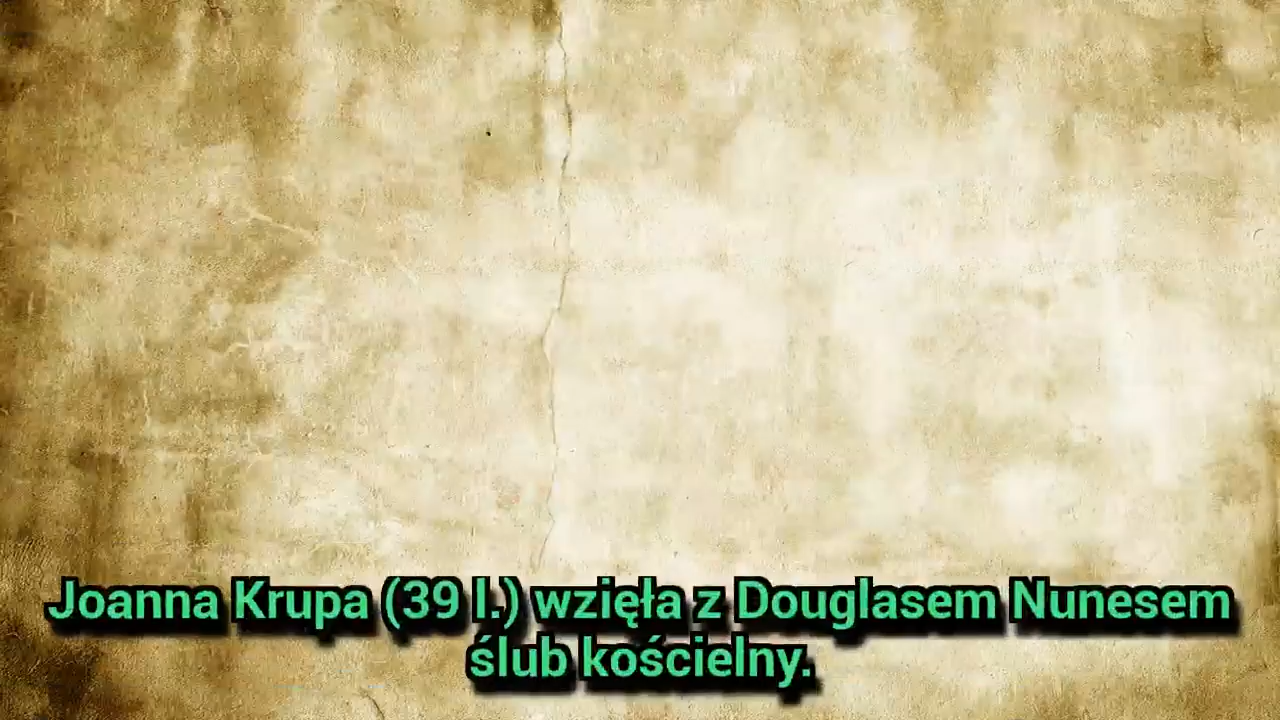 Joanna Krupa (39 l.) wzięła z Douglasem Nunesem
ślub kościelny.